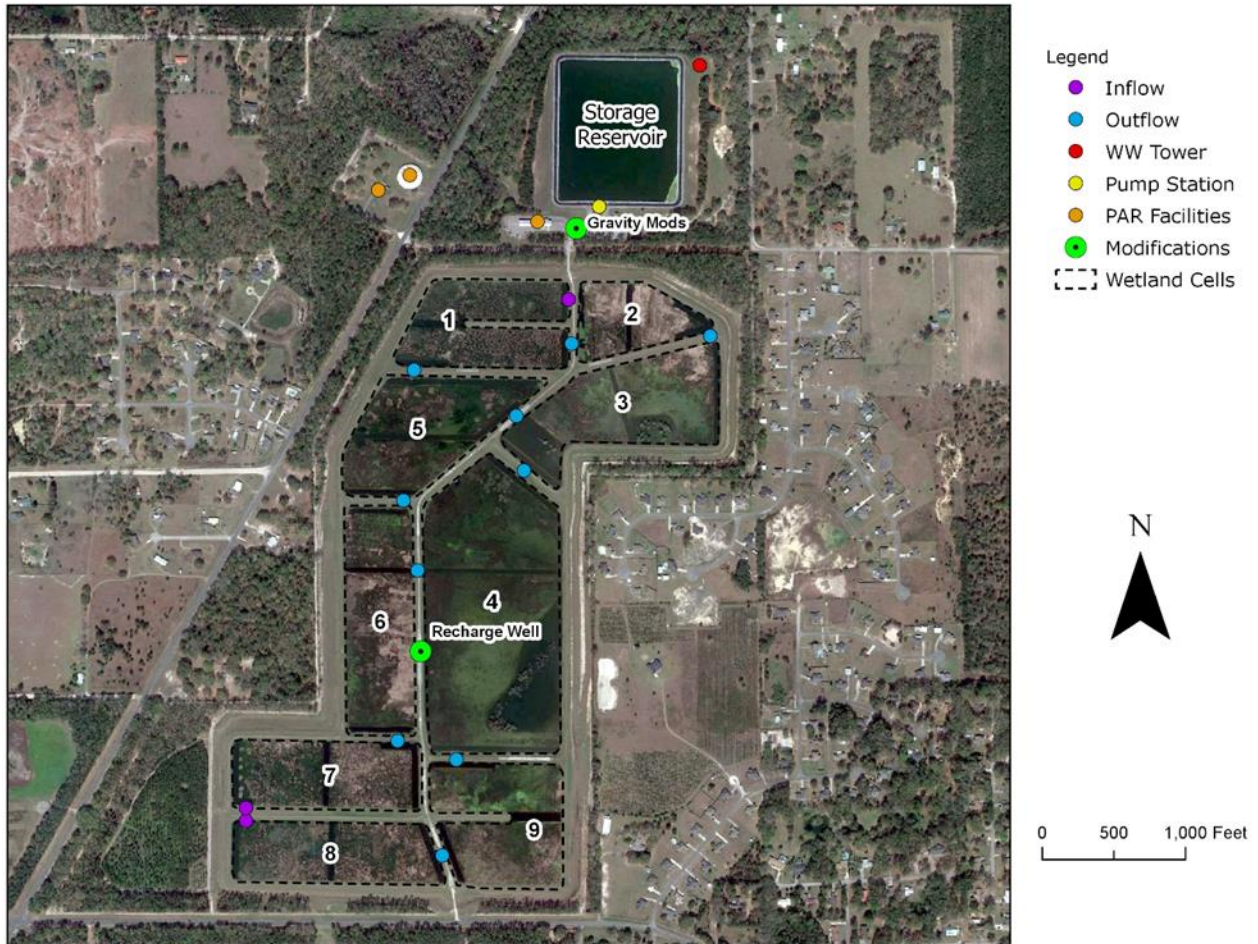 Storage
Reservoir
Gravity Mods
1
2
3
5
4
6
Recharge Well
7
8
9
Legend
Inflow
Outflow
WW Tower
Pump Station
PAR Facilities
Modifications
Wetland Cells
N
0 500 1,000 Feet